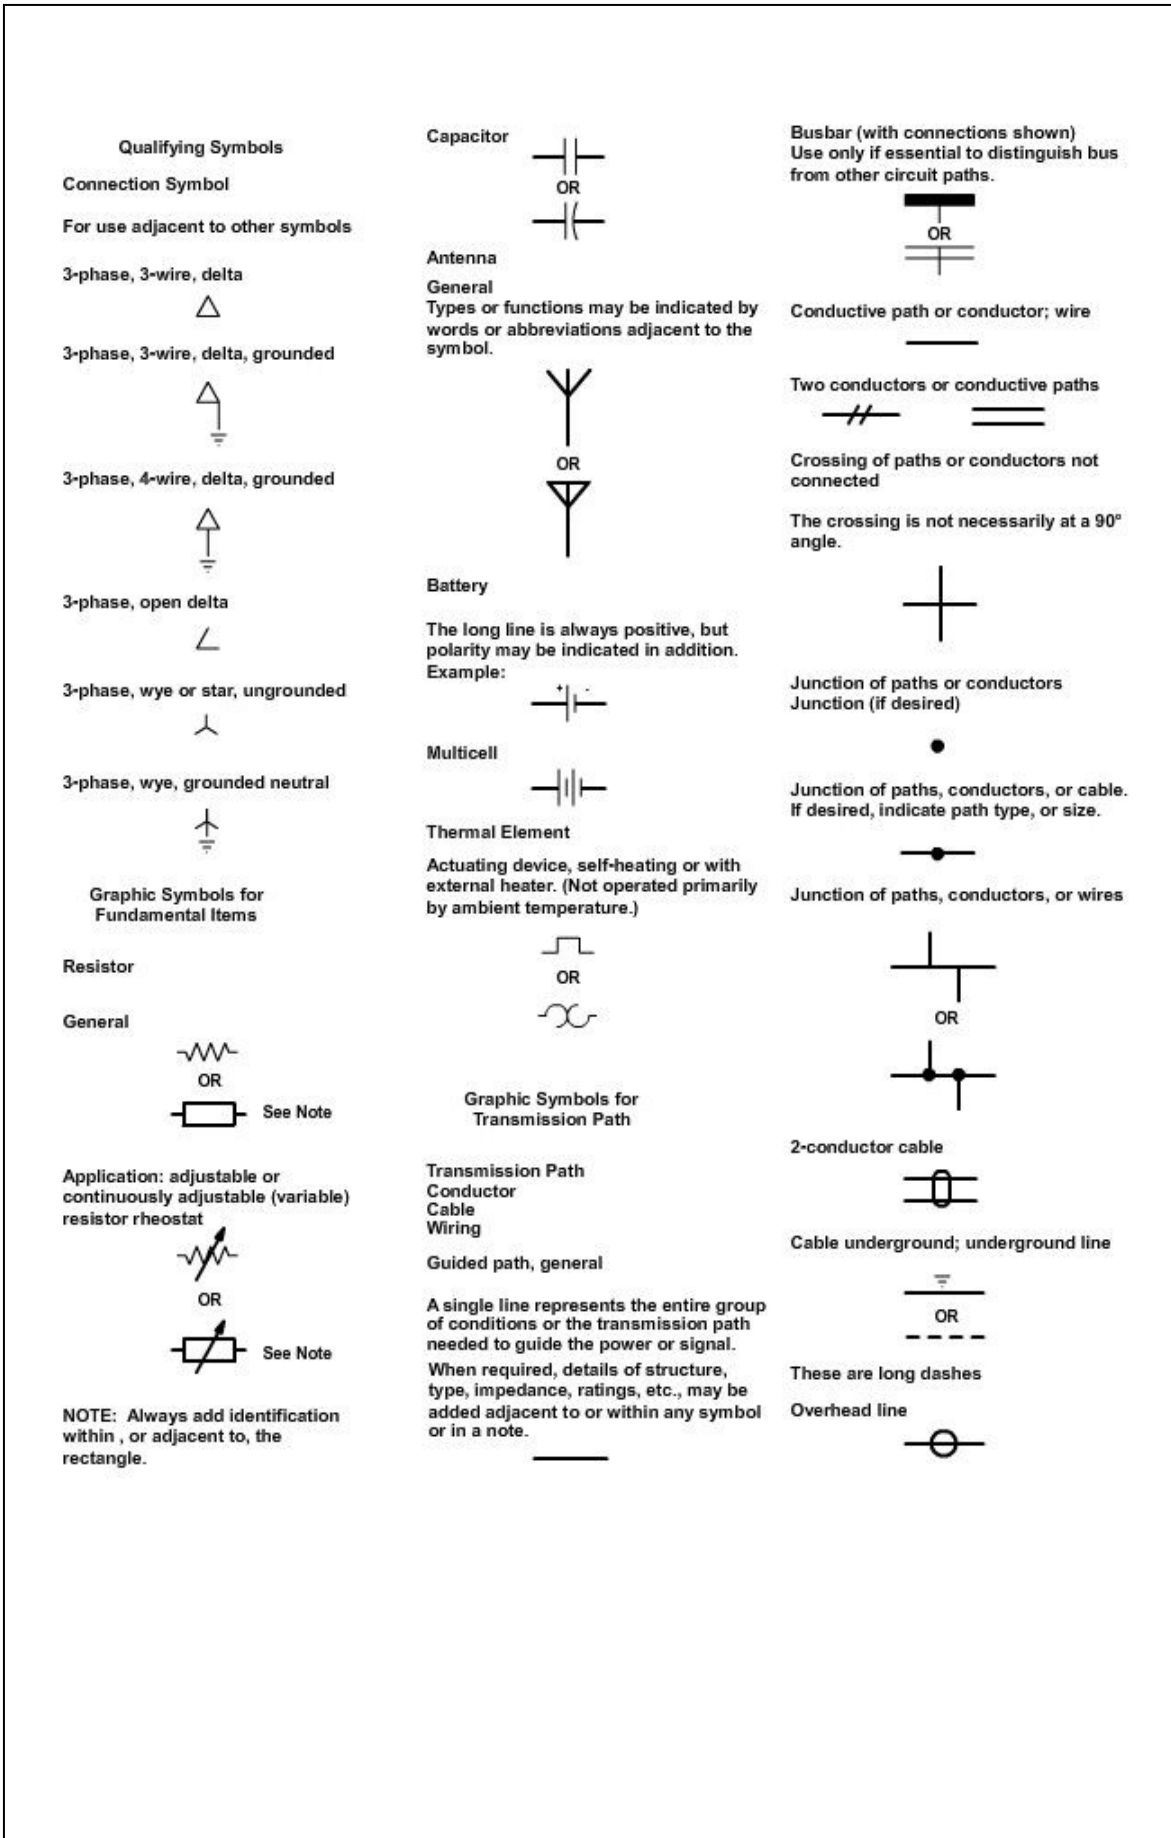 Qualifying Symbols
Connection Symbol
For use adjacent to other symbols
3-phase, 3-wire, delta
3-phase, 3-wire, delta, grounded
3-phase, 4-wire, delta, grounded
3-phase, open delta
3-phase, wye or star, ungrounded
3-phase, wye, grounded neutral
Graphic Symbols for
Fundamental Items
Resistor
General
OR
See Note
Application: adjustable or
continuously adjustable (variable)
resistor rheostat
OR
See Note
NOTE:  Always add identification
within , or adjacent to, the
rectangle.
Capacitor
OR
Antenna
General
Types or functions may be indicated by
words or abbreviations adjacent to the
symbol.
OR
Battery
The long line is always positive, but
polarity may be indicated in addition.
Example:
+ -
Multicell
Thermal Element
Actuating device, self-heating or with
external heater. (Not operated primarily
by ambient temperature.)
OR
Graphic Symbols for
Transmission Path
Transmission Path
Conductor
Cable
Wiring
Guided path, general
A single line represents the entire group
of conditions or the transmission path
needed to guide the power or signal.
When required, details of structure,
type, impedance, ratings, etc., may be
added adjacent to or within any symbol
or in a note.
Busbar (with connections shown)
Use only if essential to distinguish bus
from other circuit paths.
OR
Conductive path or conductor; wire
Two conductors or conductive paths
Crossing of paths or conductors not
connected
The crossing is not necessarily at a 90°
angle.
Junction of paths or conductors
Junction (if desired)
Junction of paths, conductors, or cable.
If desired, indicate path type, or size.
Junction of paths, conductors, or wires
OR
2-conductor cable
Cable underground; underground line
OR
These are long dashes
Overhead line